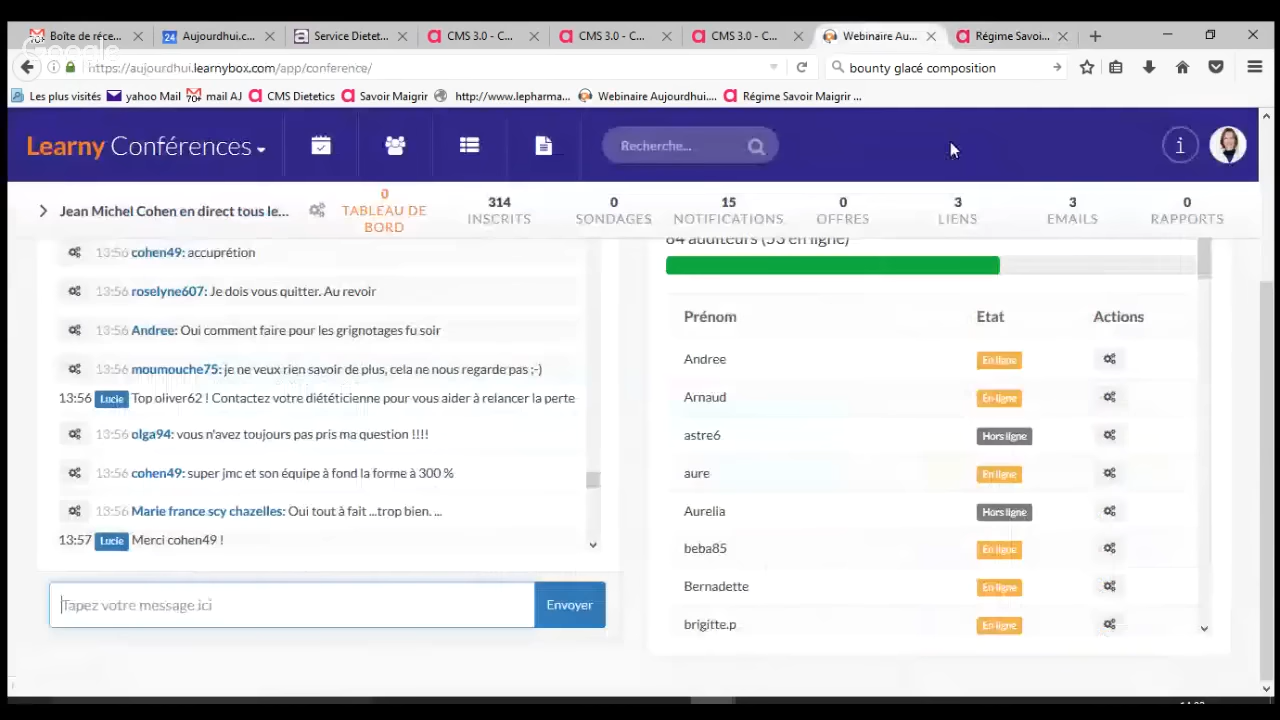 Boîte de réce...
Aujourdhui.c...
Service Dietet...
CMS 3.0 - C...
CMS 3.0 - C...
CMS 3.0 - C...
Webinaire Au...
Régime Savoi...
Google
https://aujourdhui.learnybox.com/app/conference/
bounty glacé composition
Les plus visités
yahoo Mail
mail AJ
CMS Dietetics
Savoir Maigrir
http://www.lepharma...
Webinaire Aujourdhui....
Régime Savoir Maigrir ...
Learny Conférences
Recherche...
Jean Michel Cohen en direct tous le...
0 TABLEAU DE BORD
314 INSCRITS
0 SONDAGES
15 NOTIFICATIONS
0 OFFRES
3 LIENS
3 EMAILS
0 RAPPORTS
13:56 cohen49: accuprétion
13:56 roselyne607: Je dois vous quitter. Au revoir
13:56 Andree: Oui comment faire pour les grignotages fu soir
13:56 moumouche75: je ne veux rien savoir de plus, cela ne nous regarde pas ;-)
13:56 Lucie Top oliver62 ! Contactez votre diététicienne pour vous aider à relancer la perte
13:56 olga94: vous n'avez toujours pas pris ma question !!!!
13:56 cohen49: super jmc et son équipe à fond la forme à 300 %
13:56 Marie france scy chazelles: Oui tout à fait ...trop bien. ...
13:57 Lucie Merci cohen49 !
Tapez votre message ici
Envoyer
84 auditeurs (53 en ligne)
Prénom Etat Actions
Andree En ligne
Arnaud En ligne
astre6 Hors ligne
aure En ligne
Aurelia Hors ligne
beba85 En ligne
Bernadette En ligne
brigitte.p En ligne